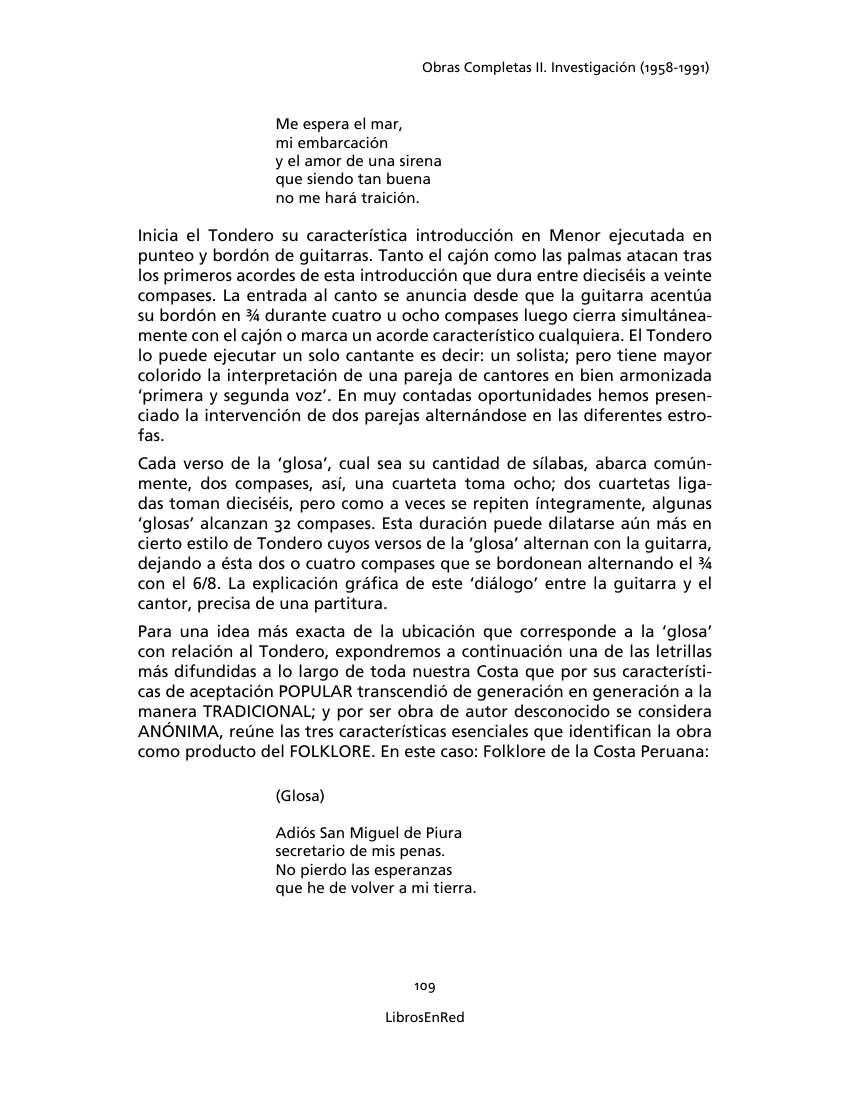 Obras Completas II. Investigación (1958-1991)
Me espera el mar,
mi embarcación
y el amor de una sirena
que siendo tan buena
no me hará traición.
Inicia el Tondero su característica introducción en Menor ejecutada en
punteo y bordón de guitarras. Tanto el cajón como las palmas atacan tras
los primeros acordes de esta introducción que dura entre dieciséis a veinte
compases. La entrada al canto se anuncia desde que la guitarra acentúa
su bordón en ¾ durante cuatro u ocho compases luego cierra simultánea-
mente con el cajón o marca un acorde característico cualquiera. El Tondero
lo puede ejecutar un solo cantante es decir: un solista; pero tiene mayor
colorido la interpretación de una pareja de cantores en bien armonizada
‘primera y segunda voz’. En muy contadas oportunidades hemos presen-
ciado la intervención de dos parejas alternándose en las diferentes estro-
fas.
Cada verso de la ‘glosa’, cual sea su cantidad de sílabas, abarca común-
mente, dos compases, así, una cuarteta toma ocho; dos cuartetas liga-
das toman dieciséis, pero como a veces se repiten íntegramente, algunas
‘glosas’ alcanzan 32 compases. Esta duración puede dilatarse aún más en
cierto estilo de Tondero cuyos versos de la ‘glosa’ alternan con la guitarra,
dejando a ésta dos o cuatro compases que se bordonean alternando el ¾
con el 6/8. La explicación gráfica de este ‘diálogo’ entre la guitarra y el
cantor, precisa de una partitura.
Para una idea más exacta de la ubicación que corresponde a la ‘glosa’
con relación al Tondero, expondremos a continuación una de las letrillas
más difundidas a lo largo de toda nuestra Costa que por sus característi-
cas de aceptación POPULAR transcendió de generación en generación a la
manera TRADICIONAL; y por ser obra de autor desconocido se considera
ANÓNIMA, reúne las tres características esenciales que identifican la obra
como producto del FOLKLORE. En este caso: Folklore de la Costa Peruana:
(Glosa)
Adiós San Miguel de Piura
secretario de mis penas.
No pierdo las esperanzas
que he de volver a mi tierra.
109
LibrosEnRed